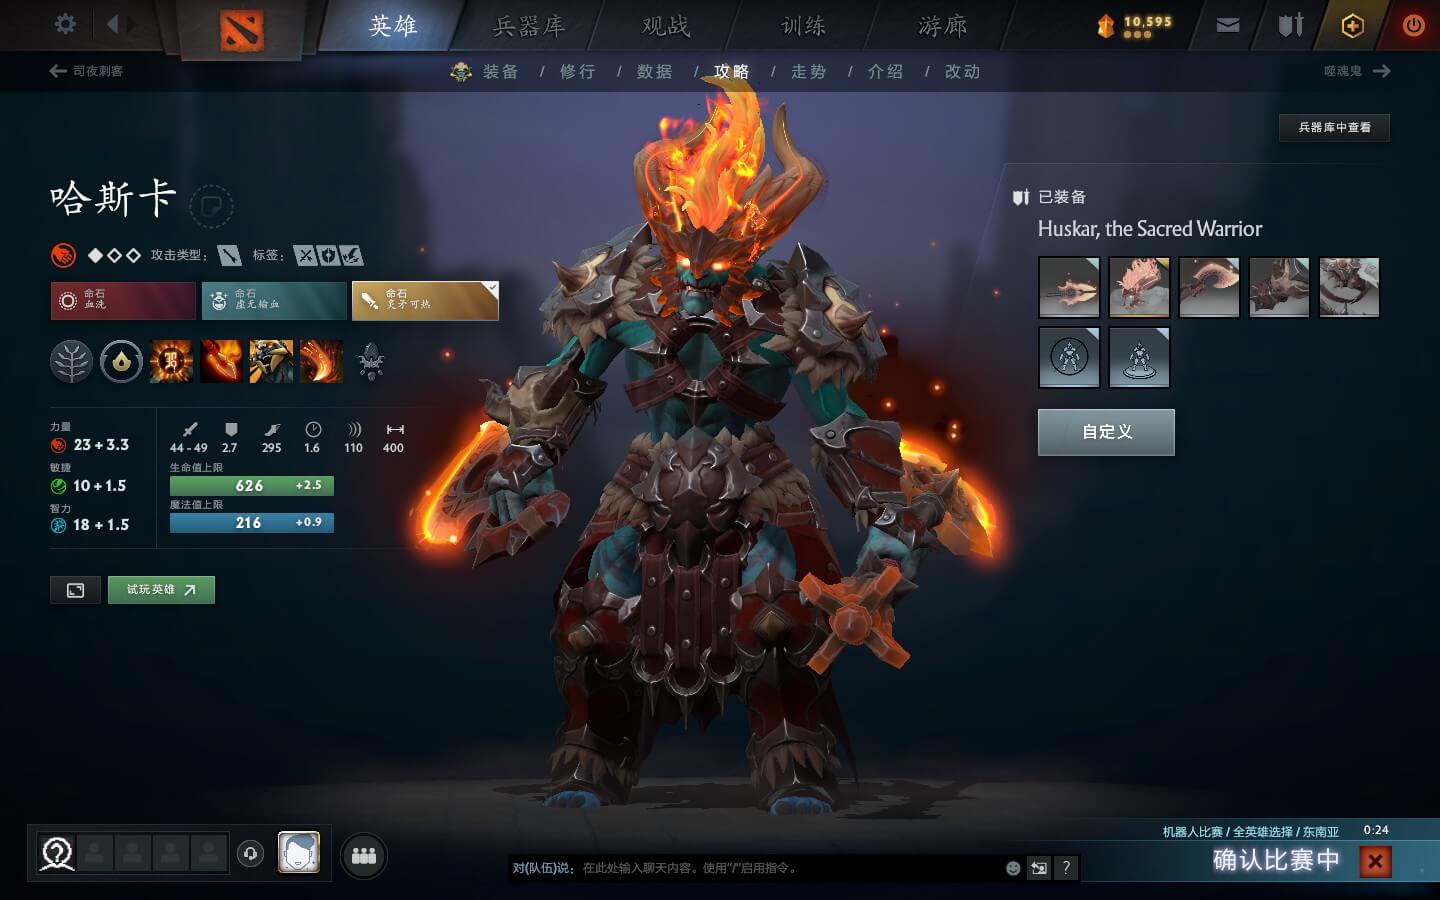 英雄 兵器库 观战 训练 游廊 10,595
司夜刺客 装备 / 修行 / 数据 / 攻略 / 走势 / 介绍 / 改动 噬魂鬼
兵器库中查看
哈斯卡
攻击类型： 标签：
命石 血洗
命石 虚无输血
命石 炙矛可热
力量
23 + 3.3
敏捷
10 + 1.5
智力
18 + 1.5
44 - 49 2.7 295 1.6 110 400
生命值上限
626 +2.5
魔法值上限
216 +0.9
试玩英雄
已装备
Huskar, the Sacred Warrior
自定义
机器人比赛 / 全英雄选择 / 东南亚 0:24
确认比赛中
对(队伍)说： 在此处输入聊天内容。使用“/”启用指令。 ?